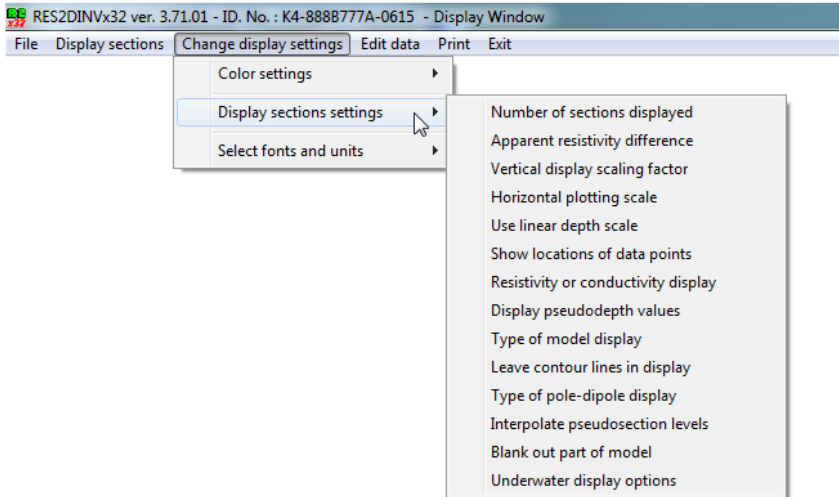 RES2DINVx32 ver. 3.71.01 - ID. No. : K4-888B777A-0615 - Display Window
File Display sections Change display settings Edit data Print Exit
Color settings
Display sections settings
Select fonts and units
Number of sections displayed
Apparent resistivity difference
Vertical display scaling factor
Horizontal plotting scale
Use linear depth scale
Show locations of data points
Resistivity or conductivity display
Display pseudodepth values
Type of model display
Leave contour lines in display
Type of pole-dipole display
Interpolate pseudosection levels
Blank out part of model
Underwater display options